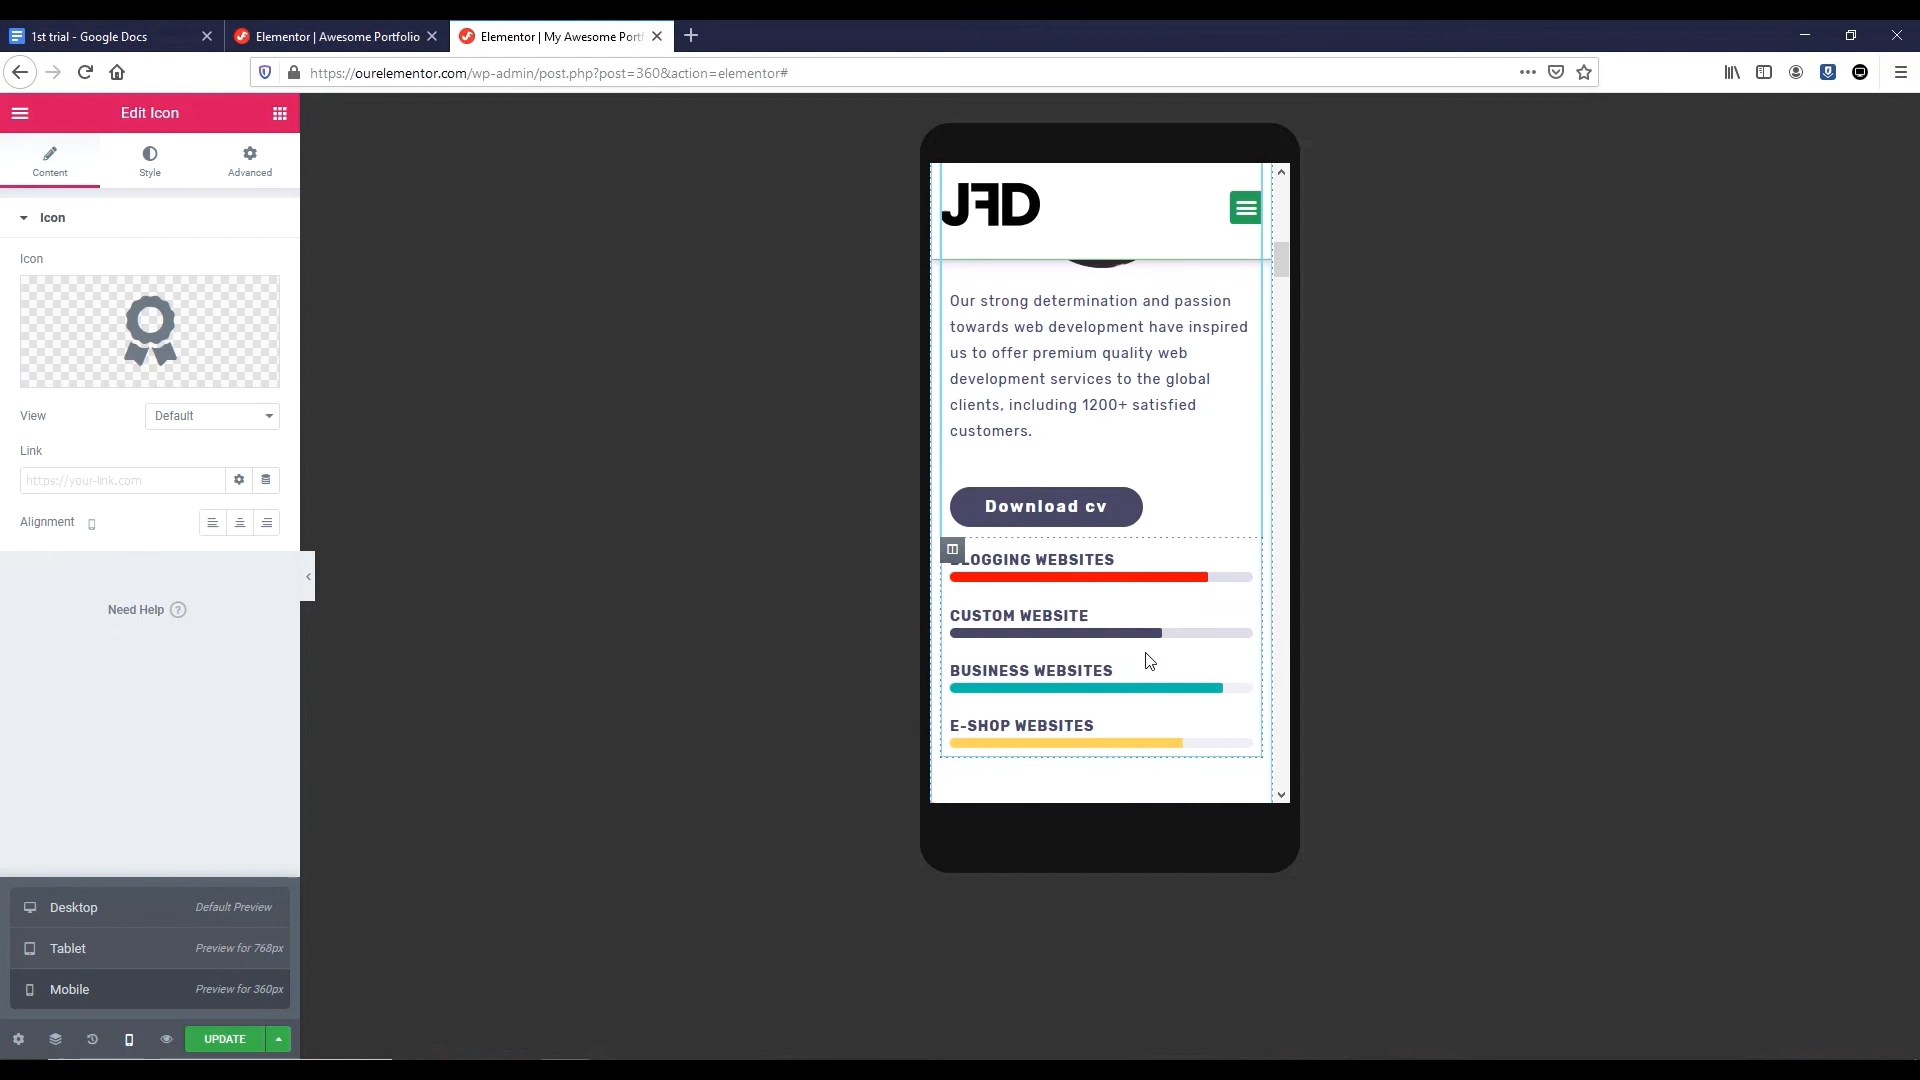 1st trial - Google Docs
Elementor | Awesome Portfolio
Elementor | My Awesome Portf
https://ourelementor.com/wp-admin/post.php?post=360&action=elementor#
Edit Icon
Content
Style
Advanced
Icon
Icon
View
Default
Link
https://your-link.com
Alignment
Need Help ?
Desktop
Default Preview
Tablet
Preview for 768px
Mobile
Preview for 360px
UPDATE
JFD
Our strong determination and passion
towards web development have inspired
us to offer premium quality web
development services to the global
clients, including 1200+ satisfied
customers.
Download cv
LOGGING WEBSITES
CUSTOM WEBSITE
BUSINESS WEBSITES
E-SHOP WEBSITES